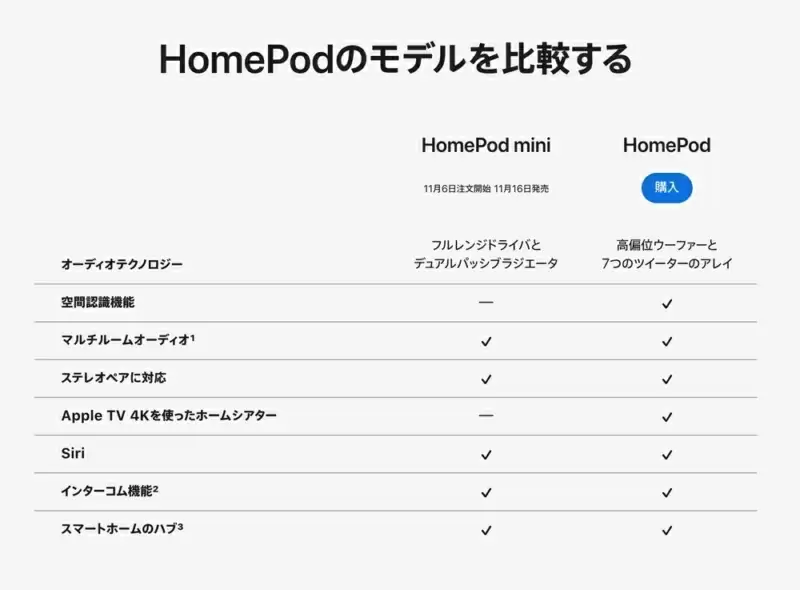 HomePodのモデルを比較する
HomePod mini HomePod
11月6日注文開始 11月16日発売 購入
フルレンジドライバと 高偏位ウーファーと
オーディオテクノロジー デュアルパッシブラジエータ 7つのツイーターのアレイ
空間認識機能 — ✓
マルチルームオーディオ¹ ✓ ✓
ステレオペアに対応 ✓ ✓
Apple TV 4Kを使ったホームシアター — ✓
Siri ✓ ✓
インターコム機能² ✓ ✓
スマートホームのハブ³ ✓ ✓